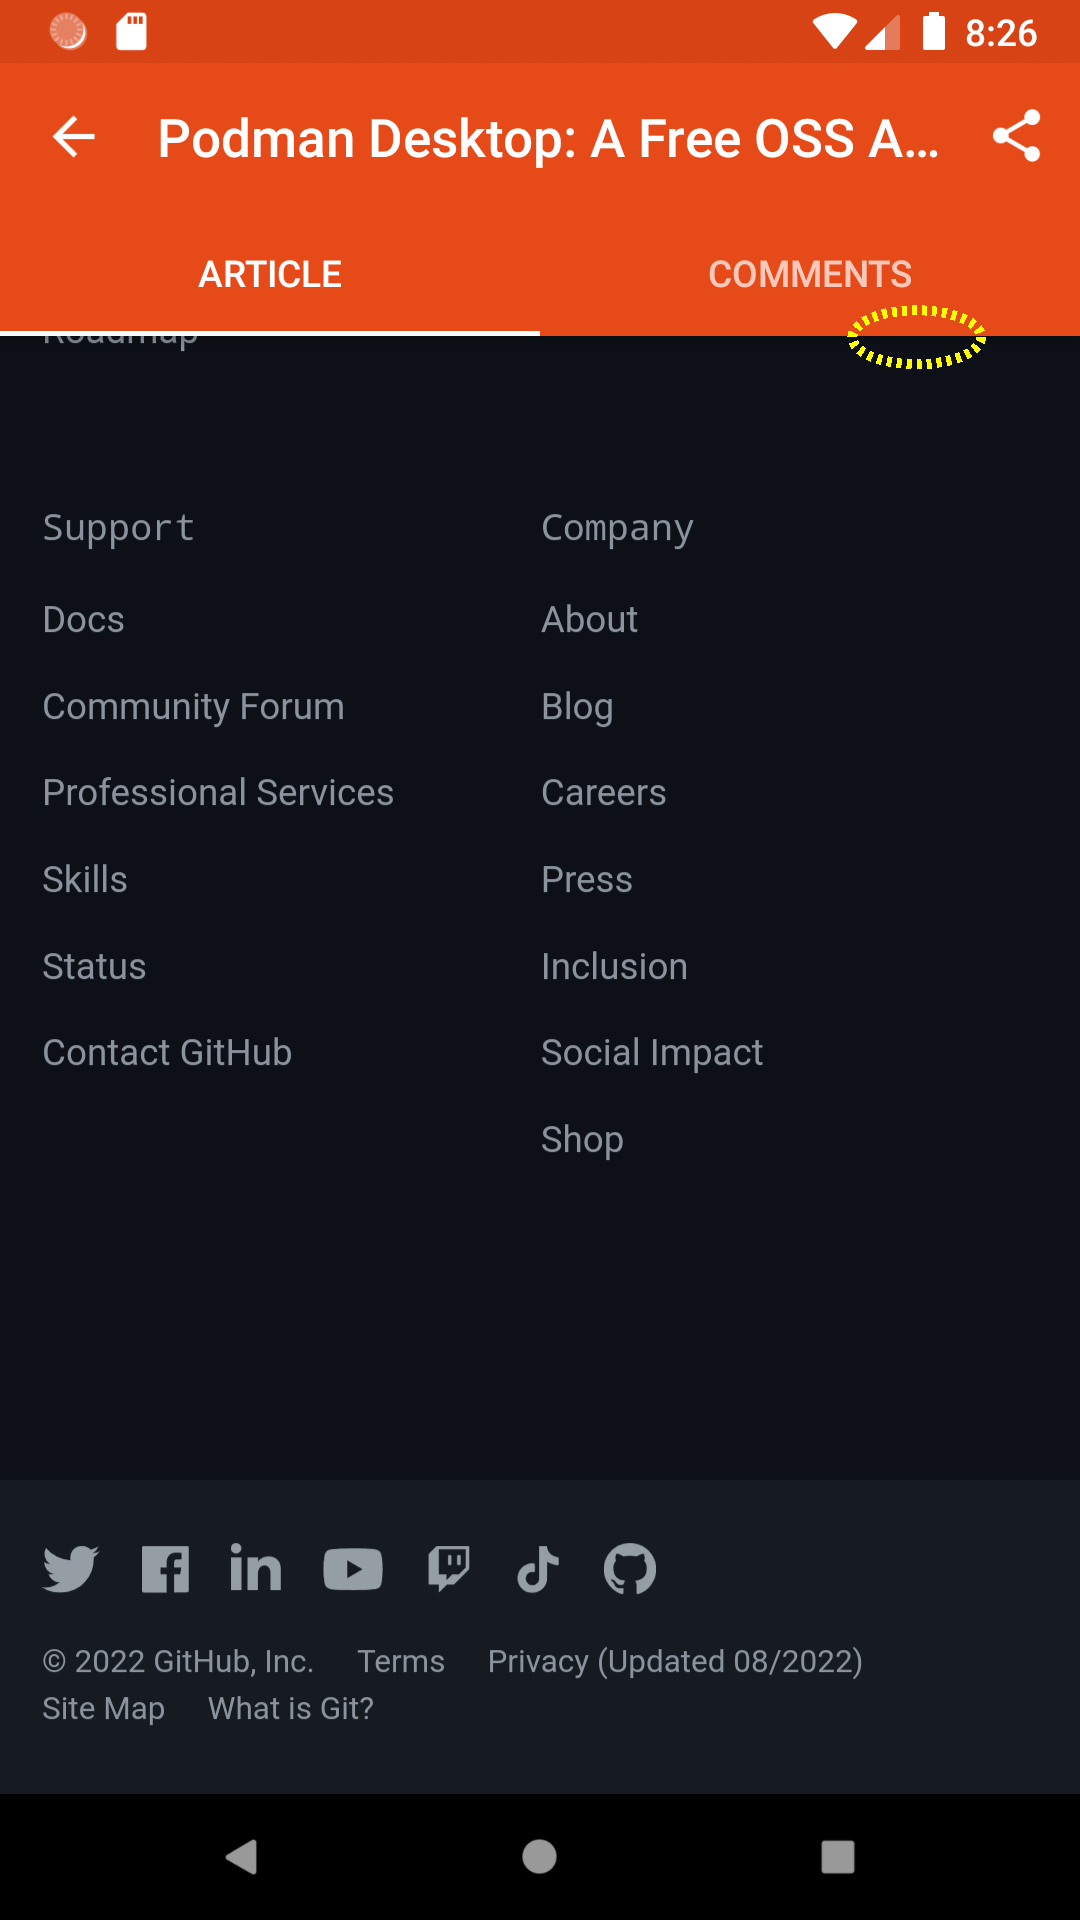 8:26
Podman Desktop: A Free OSS A...
ARTICLE
COMMENTS
Roadmap
Support
Company
Docs
About
Community Forum
Blog
Professional Services
Careers
Skills
Press
Status
Inclusion
Contact GitHub
Social Impact
Shop
© 2022 GitHub, Inc. Terms Privacy (Updated 08/2022)
Site Map What is Git?